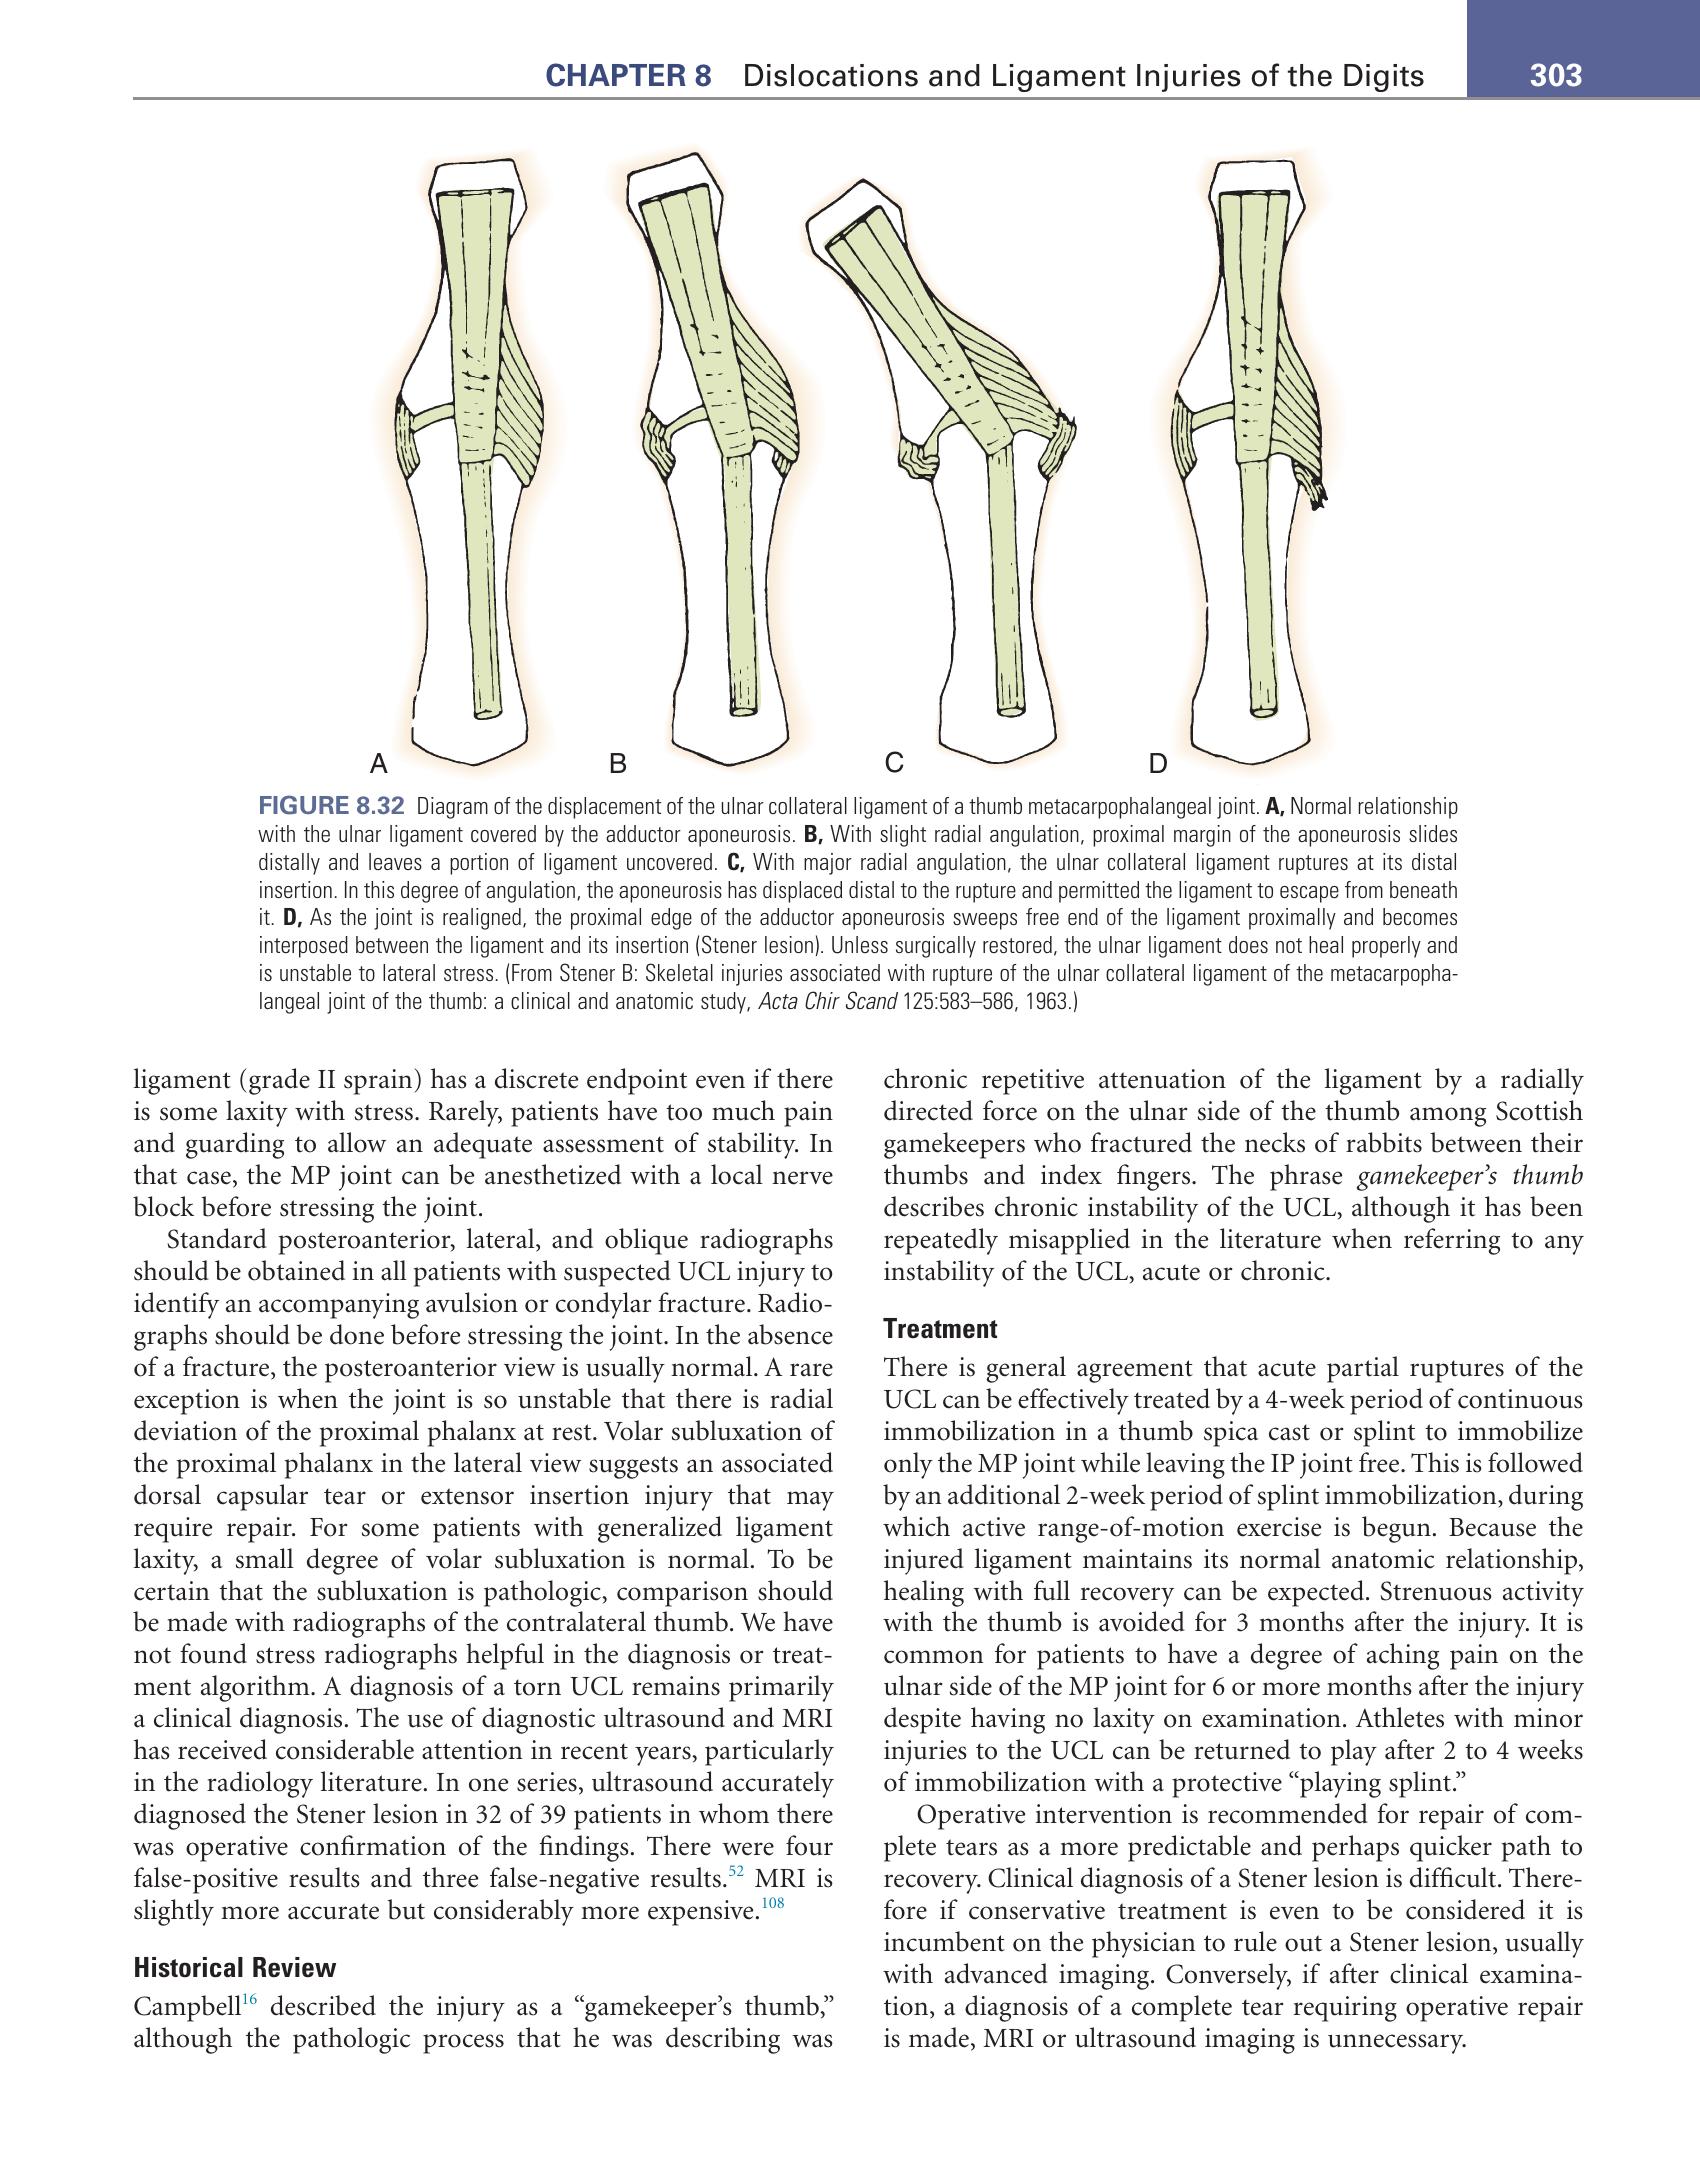 CHAPTER 8 Dislocations and Ligament Injuries of the Digits 303
A B C D
FIGURE 8.32 Diagram of the displacement of the ulnar collateral ligament of a thumb metacarpophalangeal joint. A, Normal relationship
with the ulnar ligament covered by the adductor aponeurosis. B, With slight radial angulation, proximal margin of the aponeurosis slides
distally and leaves a portion of ligament uncovered. C, With major radial angulation, the ulnar collateral ligament ruptures at its distal
insertion. In this degree of angulation, the aponeurosis has displaced distal to the rupture and permitted the ligament to escape from beneath
it. D, As the joint is realigned, the proximal edge of the adductor aponeurosis sweeps free end of the ligament proximally and becomes
interposed between the ligament and its insertion (Stener lesion). Unless surgically restored, the ulnar ligament does not heal properly and
is unstable to lateral stress. (From Stener B: Skeletal injuries associated with rupture of the ulnar collateral ligament of the metacarpopha-
langeal joint of the thumb: a clinical and anatomic study, Acta Chir Scand 125:583–586, 1963.)
ligament (grade II sprain) has a discrete endpoint even if there
is some laxity with stress. Rarely, patients have too much pain
and guarding to allow an adequate assessment of stability. In
that case, the MP joint can be anesthetized with a local nerve
block before stressing the joint.
Standard posteroanterior, lateral, and oblique radiographs
should be obtained in all patients with suspected UCL injury to
identify an accompanying avulsion or condylar fracture. Radio-
graphs should be done before stressing the joint. In the absence
of a fracture, the posteroanterior view is usually normal. A rare
exception is when the joint is so unstable that there is radial
deviation of the proximal phalanx at rest. Volar subluxation of
the proximal phalanx in the lateral view suggests an associated
dorsal capsular tear or extensor insertion injury that may
require repair. For some patients with generalized ligament
laxity, a small degree of volar subluxation is normal. To be
certain that the subluxation is pathologic, comparison should
be made with radiographs of the contralateral thumb. We have
not found stress radiographs helpful in the diagnosis or treat-
ment algorithm. A diagnosis of a torn UCL remains primarily
a clinical diagnosis. The use of diagnostic ultrasound and MRI
has received considerable attention in recent years, particularly
in the radiology literature. In one series, ultrasound accurately
diagnosed the Stener lesion in 32 of 39 patients in whom there
was operative confirmation of the findings. There were four
false-positive results and three false-negative results.52 MRI is
slightly more accurate but considerably more expensive.108
Historical Review
Campbell16 described the injury as a “gamekeeper’s thumb,”
although the pathologic process that he was describing was
chronic repetitive attenuation of the ligament by a radially
directed force on the ulnar side of the thumb among Scottish
gamekeepers who fractured the necks of rabbits between their
thumbs and index fingers. The phrase gamekeeper’s thumb
describes chronic instability of the UCL, although it has been
repeatedly misapplied in the literature when referring to any
instability of the UCL, acute or chronic.
Treatment
There is general agreement that acute partial ruptures of the
UCL can be effectively treated by a 4-week period of continuous
immobilization in a thumb spica cast or splint to immobilize
only the MP joint while leaving the IP joint free. This is followed
by an additional 2-week period of splint immobilization, during
which active range-of-motion exercise is begun. Because the
injured ligament maintains its normal anatomic relationship,
healing with full recovery can be expected. Strenuous activity
with the thumb is avoided for 3 months after the injury. It is
common for patients to have a degree of aching pain on the
ulnar side of the MP joint for 6 or more months after the injury
despite having no laxity on examination. Athletes with minor
injuries to the UCL can be returned to play after 2 to 4 weeks
of immobilization with a protective “playing splint.”
Operative intervention is recommended for repair of com-
plete tears as a more predictable and perhaps quicker path to
recovery. Clinical diagnosis of a Stener lesion is difficult. There-
fore if conservative treatment is even to be considered it is
incumbent on the physician to rule out a Stener lesion, usually
with advanced imaging. Conversely, if after clinical examina-
tion, a diagnosis of a complete tear requiring operative repair
is made, MRI or ultrasound imaging is unnecessary.